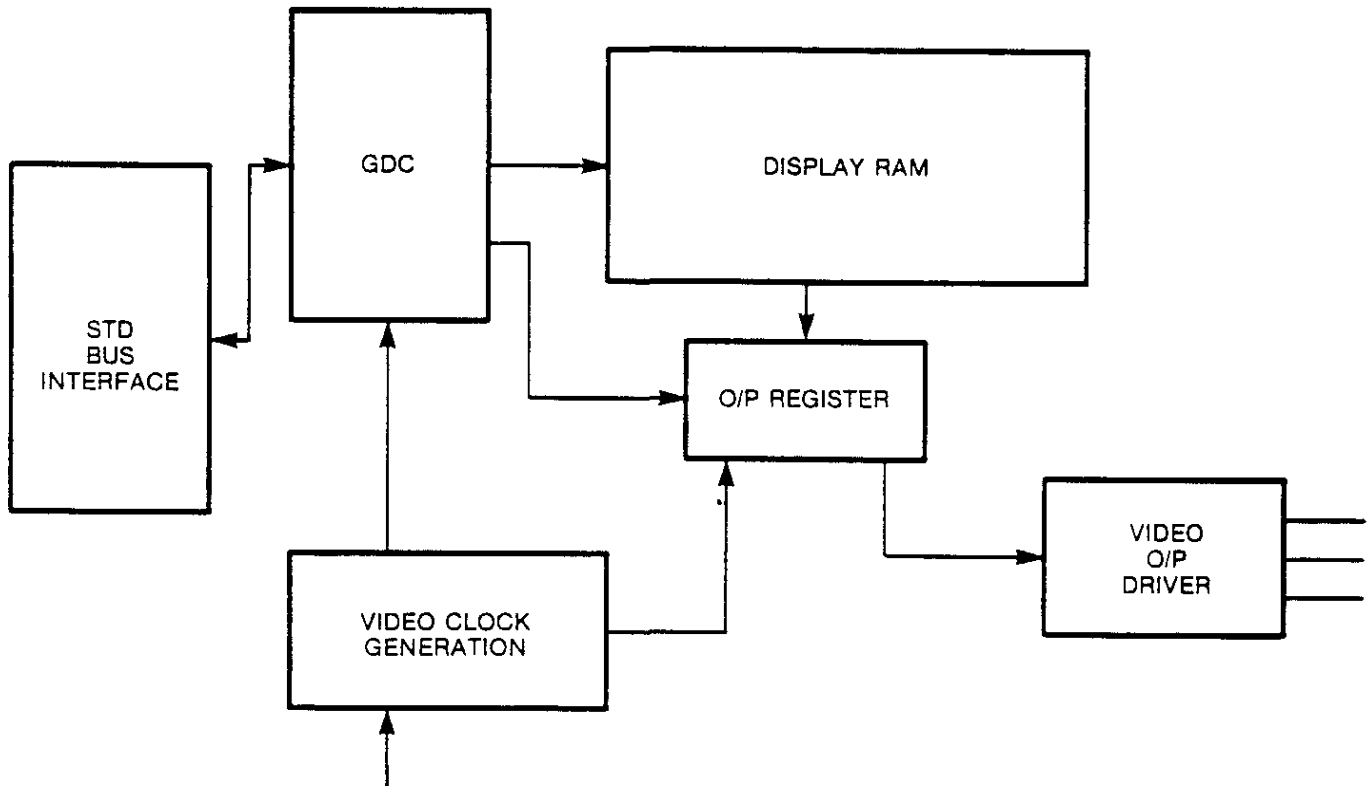 GDC
DISPLAY RAM
STD
BUS
INTERFACE
O/P REGISTER
VIDEO
O/P
DRIVER
VIDEO CLOCK
GENERATION